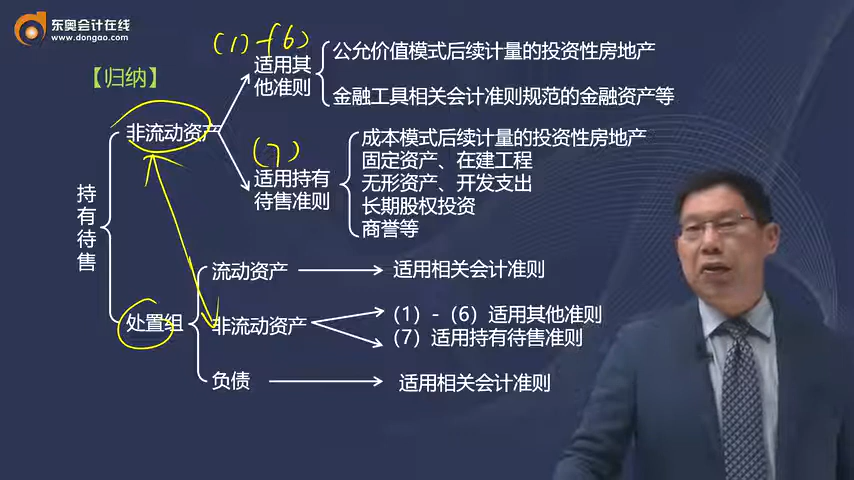 东奥会计在线
www.dongao.com
【归纳】
持有待售
非流动资产
(1)-(6)
适用其他准则
公允价值模式后续计量的投资性房地产
金融工具相关会计准则规范的金融资产等
(7)
适用持有待售准则
成本模式后续计量的投资性房地产
固定资产、在建工程
无形资产、开发支出
长期股权投资
商誉等
处置组
流动资产
适用相关会计准则
非流动资产
（1）-（6）适用其他准则
（7）适用持有待售准则
负债
适用相关会计准则